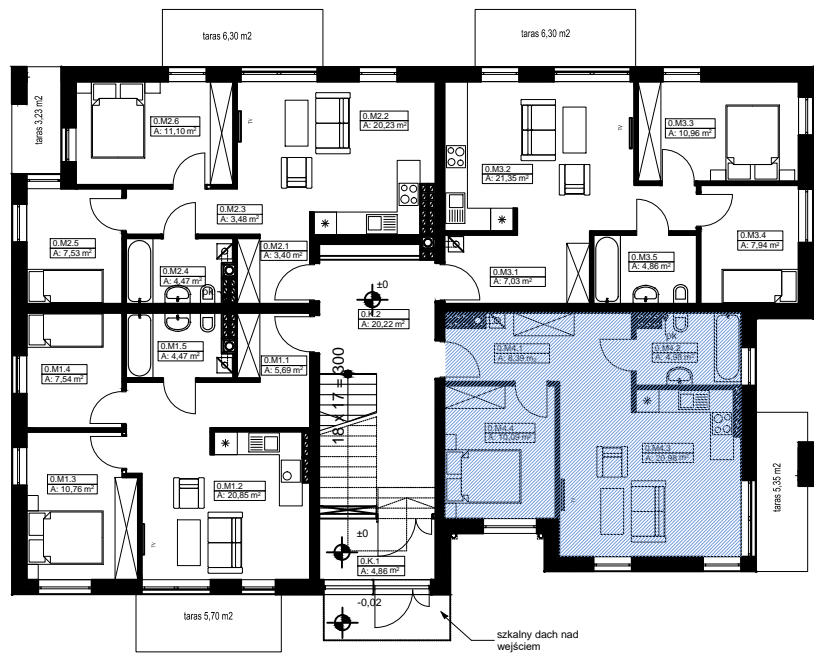 taras 6,30 m2
taras 6,30 m2
taras 3,23 m2
0.M2.6
A: 11,10 m²
TV
0.M2.2
A: 20,23 m²
TV
0.M3.3
A: 10,96 m²
0.M3.2
A: 21,35 m²
0.M2.3
A: 3,48 m²
0.M2.5
A: 7,53 m²
0.M2.4
A: 4,47 m²
pk
0.M2.1
A: 3,40 m²
0.M3.1
A: 7,03 m²
0.M3.5
A: 4,86 m²
0.M3.4
A: 7,94 m²
±0
0.K.2
A: 20,22 m²
0.M1.4
A: 7,54 m²
0.M1.5
A: 4,47 m²
0.M1.1
A: 5,69 m²
18 x 17 = 300
0.M4.1
A: 8,39 m²
pk
0.M4.2
A: 4,98 m²
0.M4.4
A: 10,09 m²
0.M4.3
A: 20,98 m²
TV
0.M1.3
A: 10,76 m²
0.M1.2
A: 20,85 m²
TV
taras 5,35 m2
±0
0.K.1
A: 4,86 m²
-0,02
taras 5,70 m2
szkalny dach nad
wejściem